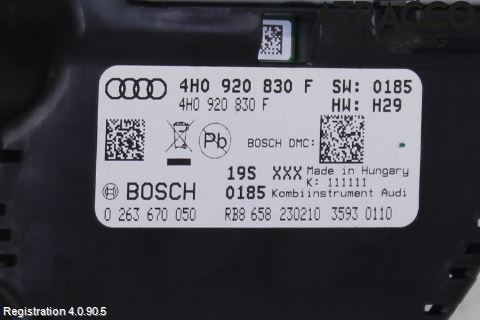 ATRACCO
4H0 920 830 F SW: 0185
4H0 920 830 F HW: H29
Pb
BOSCH DMC:
19S XXX Made in Hungary
K: 111111
BOSCH 0185 Kombiinstrument Audi
0 263 670 050 RB8 658 230210 3593 0110
Registration 4.0.90.5